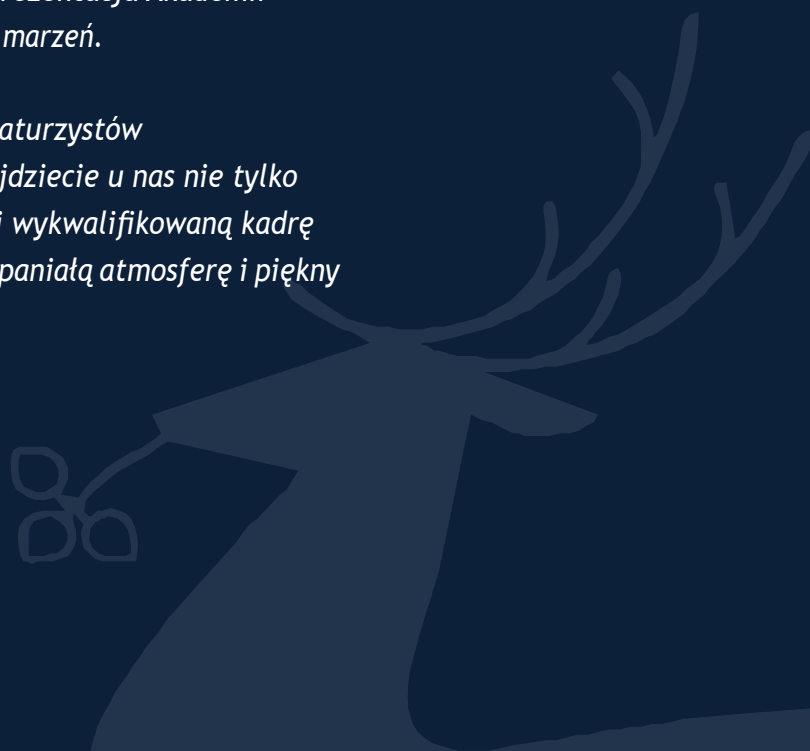 marzeń.
aturzystów
jdziecie u nas nie tylko
i wykwalifikowaną kadrę
paniałą atmosferę i piękny